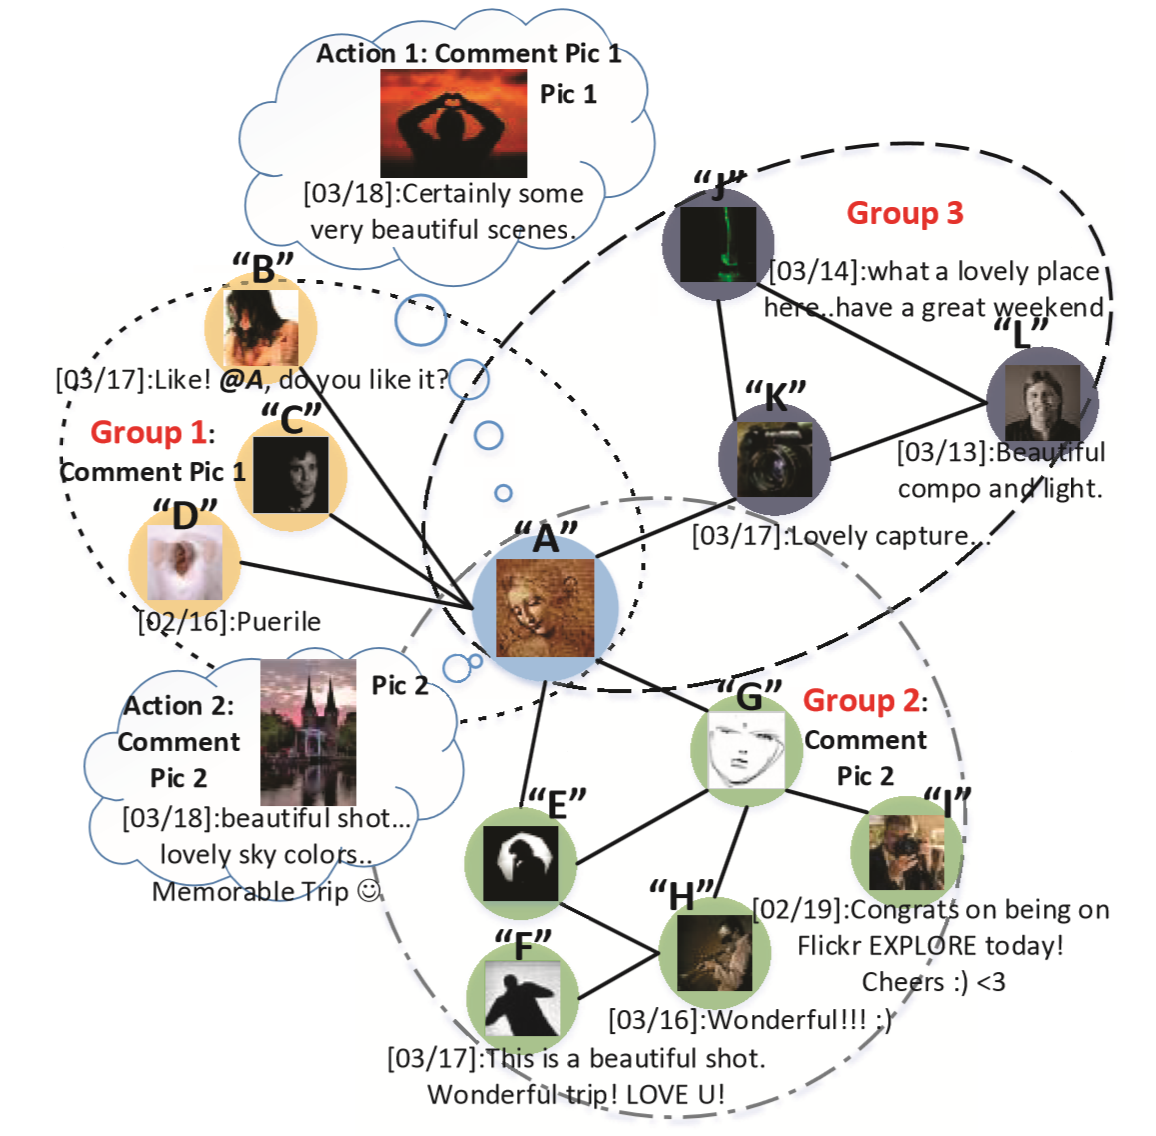 Action 1: Comment Pic 1
Pic 1
[03/18]:Certainly some
very beautiful scenes.
“J”
Group 3
[03/14]:what a lovely place
here..have a great weekend
“L”
“B”
[03/17]:Like! @A, do you like it?
“K”
“C”
Group 1:
Comment Pic 1
[03/13]:Beautiful
compo and light.
“D”
“A”
[03/17]:Lovely capture...
[02/16]:Puerile
Pic 2
Action 2:
Comment
Pic 2
“G”
Group 2:
Comment
Pic 2
[03/18]:beautiful shot...
lovely sky colors..
Memorable Trip ☺
“E”
“I”
“H”
[02/19]:Congrats on being on
Flickr EXPLORE today!
Cheers :) <3
“F”
[03/16]:Wonderful!!! :)
[03/17]:This is a beautiful shot.
Wonderful trip! LOVE U!